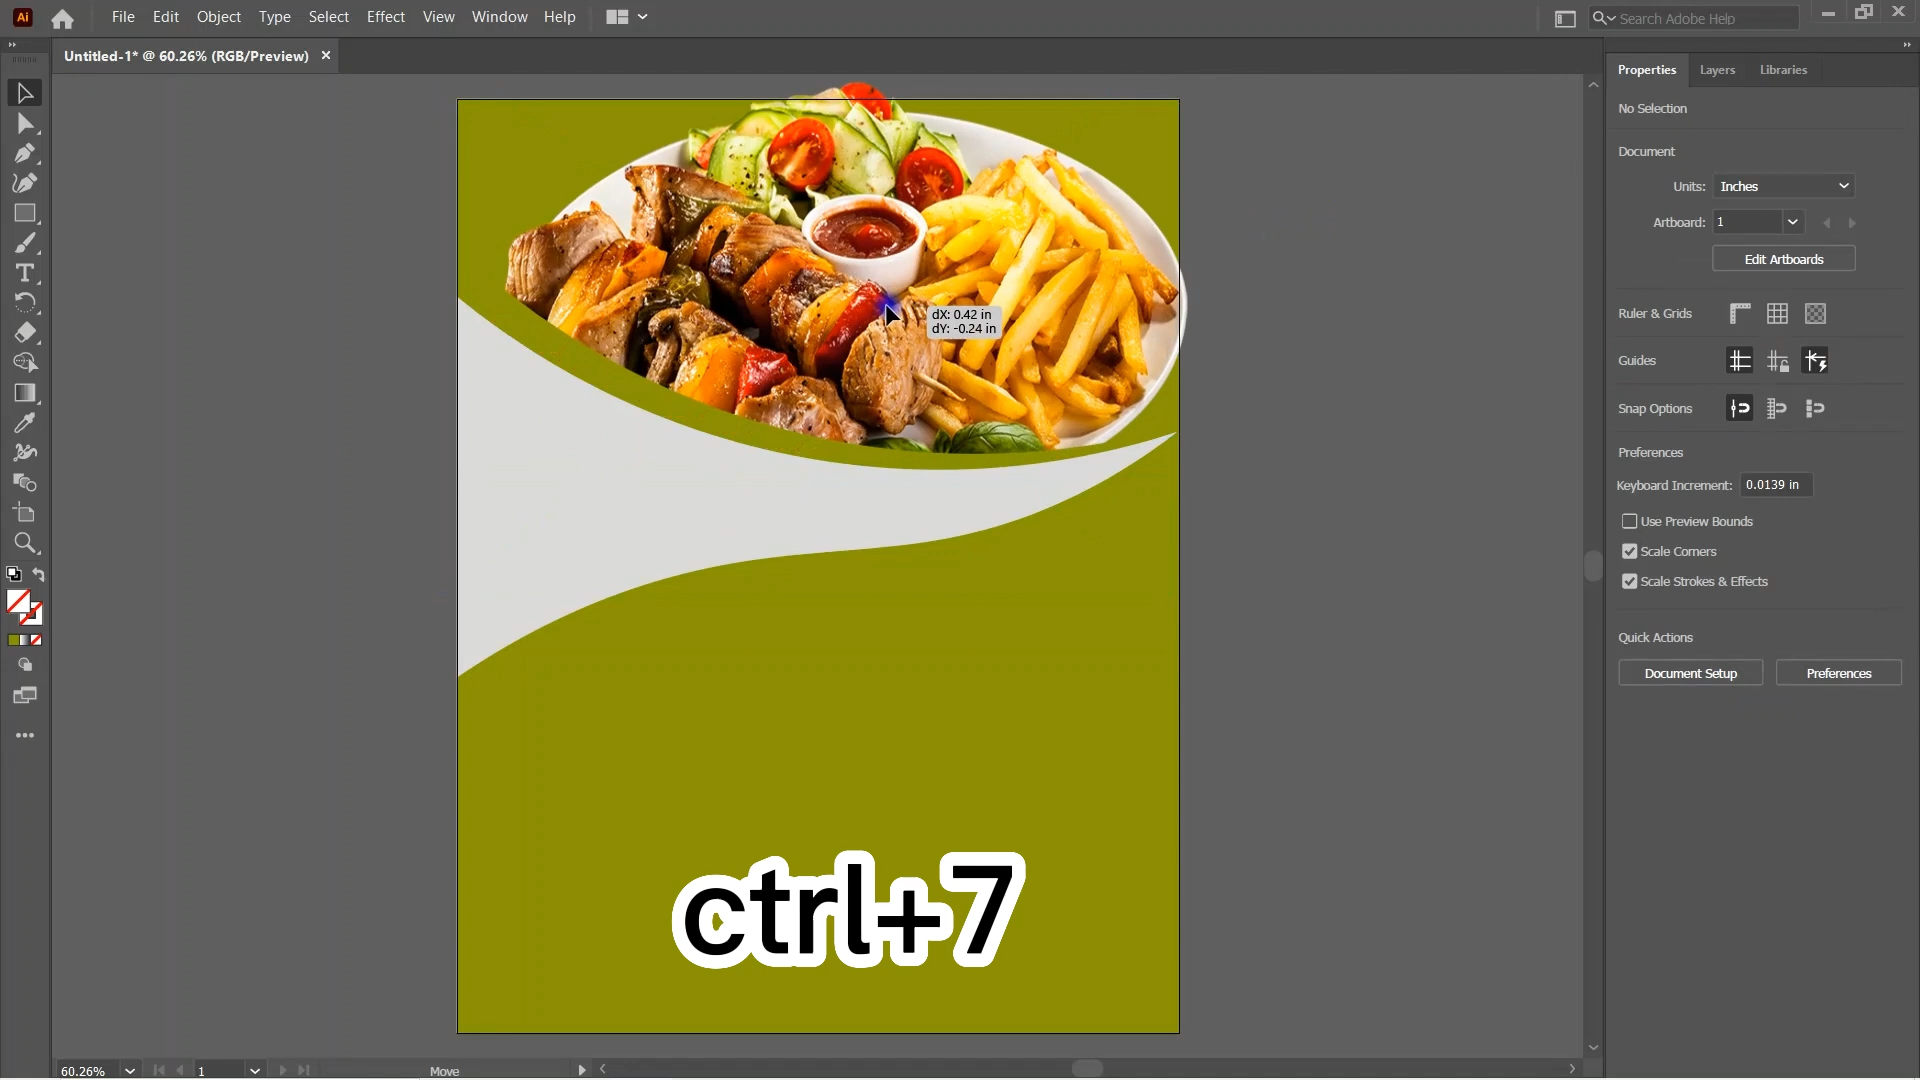 Ai File Edit Object Type Select Effect View Window Help Search Adobe Help
Untitled-1* @ 60.26% (RGB/Preview) ×
Properties Layers Libraries
No Selection
Document
Units: Inches
Artboard: 1
Edit Artboards
Ruler & Grids
Guides
Snap Options
Preferences
Keyboard Increment: 0.0139 in
Use Preview Bounds
Scale Corners
Scale Strokes & Effects
Quick Actions
Document Setup Preferences
dX: 0.42 in
dY: -0.24 in
ctrl+7
60.26% 1 Move